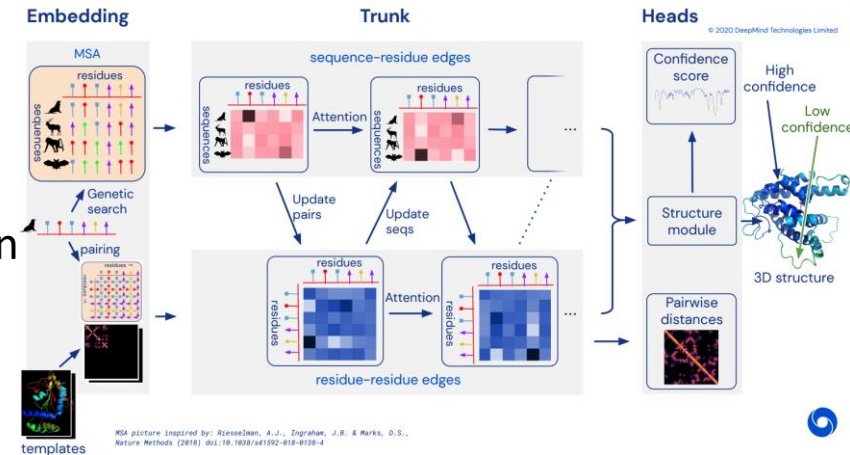 Embedding
Trunk
Heads
© 2020 DeepMind Technologies Limited
MSA
residues
sequences
Genetic
search
n
pairing
residues →
residues
templates
sequence-residue edges
residues
sequences
Attention
residues
sequences
...
Update
pairs
Update
seqs
residues
residues
Attention
residues
residues
...
residue-residue edges
Confidence
score
High
confidence
Low
confidence
Structure
module
3D structure
Pairwise
distances
MSA picture inspired by: Riesselman, A.J., Ingraham, J.B. & Marks, D.S.,
Nature Methods (2018) doi:10.1038/s41592-018-0138-4